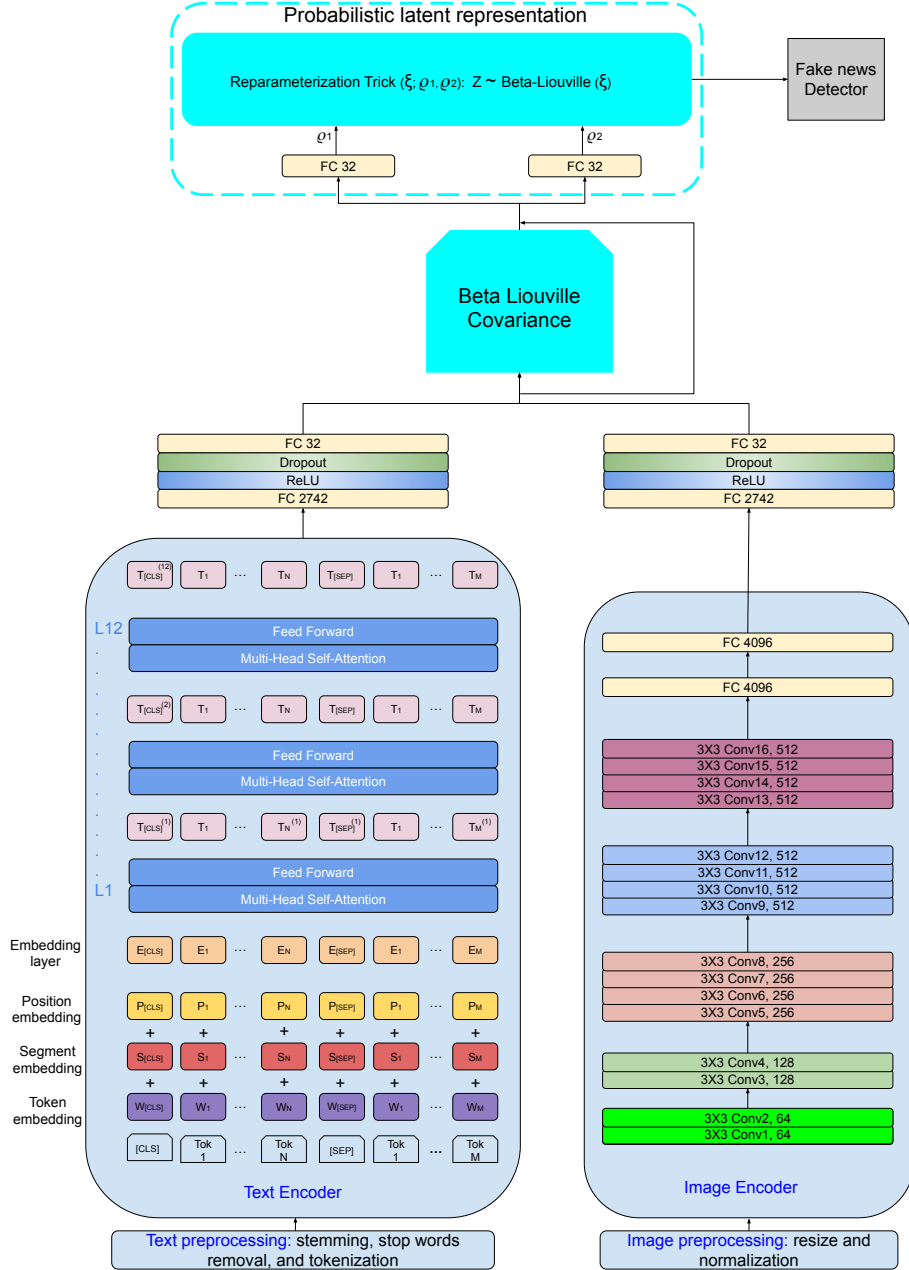 Probabilistic latent representation
Reparameterization Trick (ξ; ϱ1, ϱ2): Z ~ Beta-Liouville (ξ)
Fake news
Detector
ϱ1
ϱ2
FC 32
FC 32
Beta Liouville
Covariance
FC 32
Dropout
ReLU
FC 2742
FC 32
Dropout
ReLU
FC 2742
T[CLS](12) T1 ... TN T[SEP] T1 ... TM
L12
Feed Forward
Multi-Head Self-Attention
T[CLS](2) T1 ... TN T[SEP] T1 ... TM
Feed Forward
Multi-Head Self-Attention
T[CLS](1) T1 ... TN(1) T[SEP](1) T1 ... TM(1)
Feed Forward
L1
Multi-Head Self-Attention
Embedding
layer
E[CLS] E1 ... EN E[SEP] E1 ... EM
Position
embedding
P[CLS] P1 ... PN P[SEP] P1 ... PM
+ + + + + +
Segment
embedding
S[CLS] S1 ... SN S[SEP] S1 ... SM
+ + + + + +
Token
embedding
W[CLS] W1 ... WN W[SEP] W1 ... WM
[CLS] Tok 1 ... Tok N [SEP] Tok 1 ... Tok M
Text Encoder
Text preprocessing: stemming, stop words
removal, and tokenization
FC 4096
FC 4096
3X3 Conv16, 512
3X3 Conv15, 512
3X3 Conv14, 512
3X3 Conv13, 512
3X3 Conv12, 512
3X3 Conv11, 512
3X3 Conv10, 512
3X3 Conv9, 512
3X3 Conv8, 256
3X3 Conv7, 256
3X3 Conv6, 256
3X3 Conv5, 256
3X3 Conv4, 128
3X3 Conv3, 128
3X3 Conv2, 64
3X3 Conv1, 64
Image Encoder
Image preprocessing: resize and
normalization